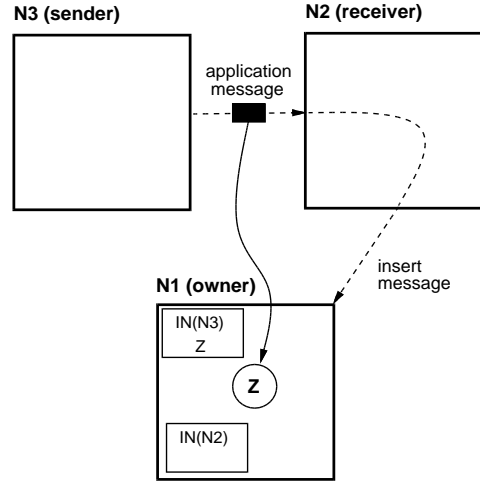 N3 (sender)
N2 (receiver)
application
message
insert
message
N1 (owner)
IN(N3)
Z
Z
IN(N2)